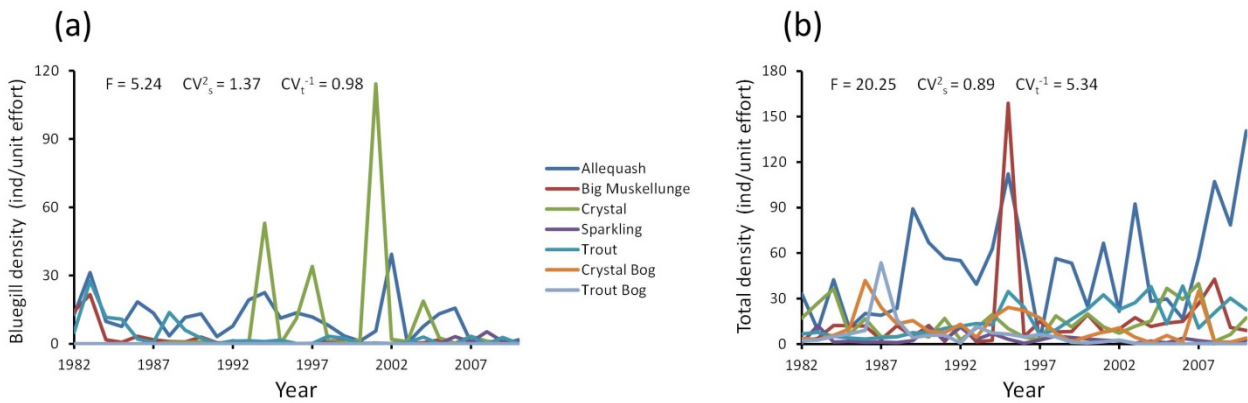 (a)
F = 5.24 CV²ₛ = 1.37 CVₜ⁻¹ = 0.98
Bluegill density (ind/unit effort)
120
90
60
30
0
1982 1987 1992 1997 2002 2007
Year
Allequash
Big Muskellunge
Crystal
Sparkling
Trout
Crystal Bog
Trout Bog
(b)
F = 20.25 CV²ₛ = 0.89 CVₜ⁻¹ = 5.34
Total density (ind/unit effort)
180
150
120
90
60
30
0
1982 1987 1992 1997 2002 2007
Year